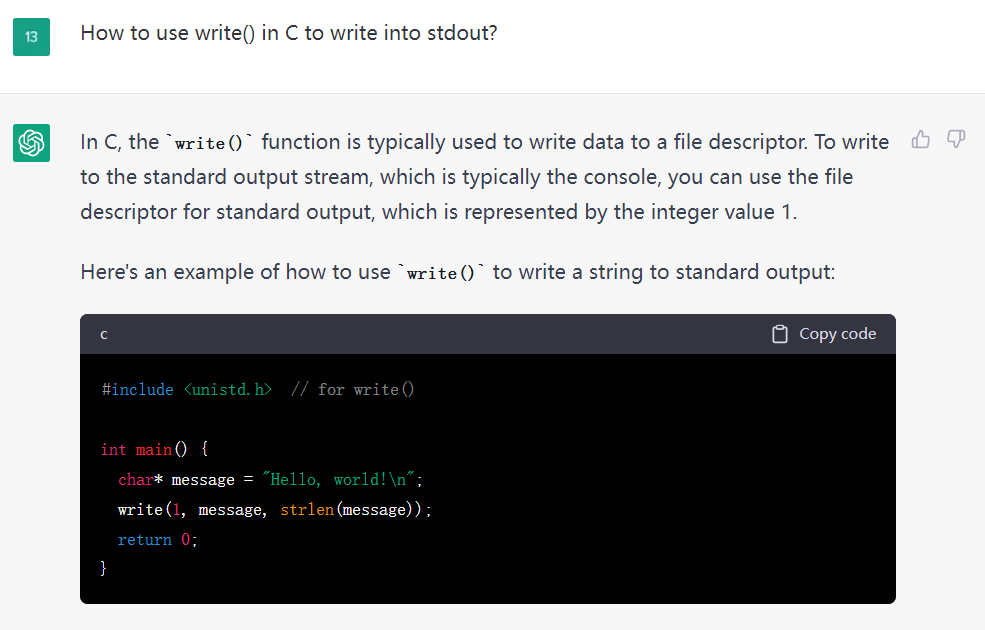 13
How to use write() in C to write into stdout?
In C, the `write()` function is typically used to write data to a file descriptor. To write
to the standard output stream, which is typically the console, you can use the file
descriptor for standard output, which is represented by the integer value 1.
Here's an example of how to use `write()` to write a string to standard output:
c
Copy code
#include <unistd.h>  // for write()
int main() {
  char* message = "Hello, world!\n";
  write(1, message, strlen(message));
  return 0;
}